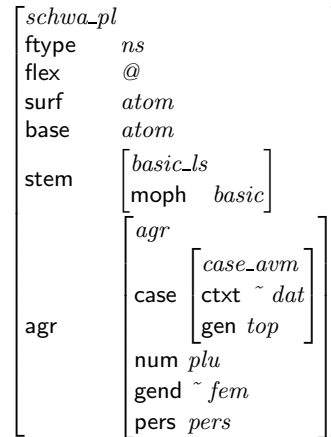 schwa_pl
ftype ns
flex @
surf atom
base atom
stem basic_ls
moph basic
agr agr
case case_avm
ctxt ~ dat
gen top
num plu
gend ~ fem
pers pers